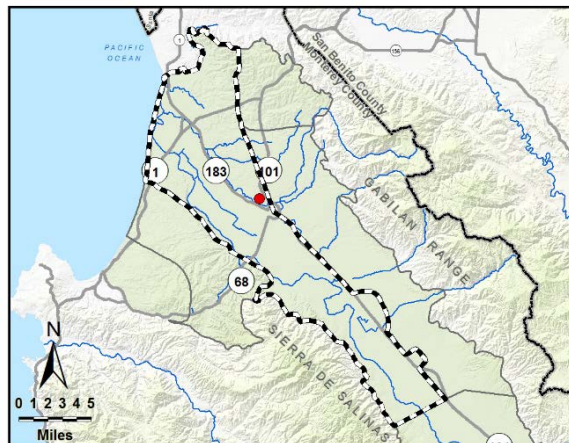 PACIFIC
OCEAN
1
156
San Benito County
Monterey County
183
101
1
GABILAN RANGE
68
SIERRA DE SALINAS
N
0 1 2 3 4 5
Miles